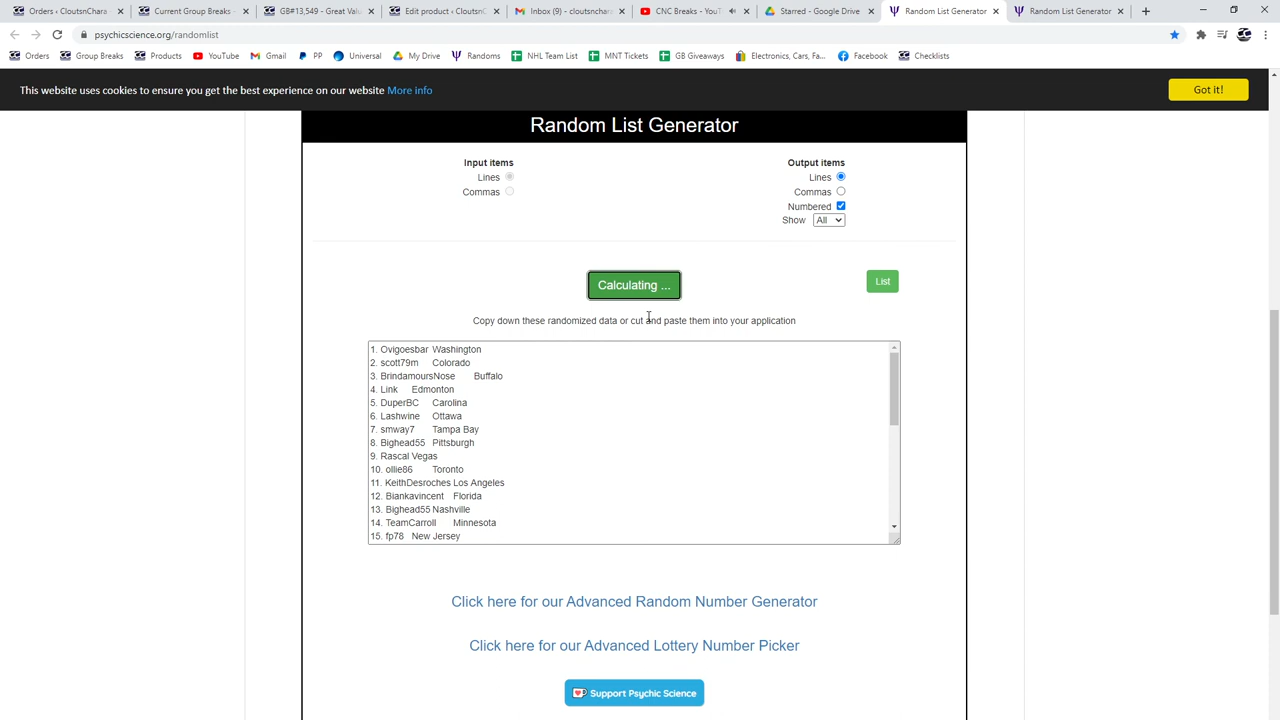 Orders ‹ CloutsnChara
Current Group Breaks -
GB#13,549 - Great Valu
Edit product ‹ Cloutsn
Inbox (9) - cloutsnchara
CNC Breaks - YouT
Starred - Google Drive
Random List Generator
Random List Generator
psychicscience.org/randomlist
Orders Group Breaks Products YouTube Gmail PP Universal My Drive Randoms NHL Team List MNT Tickets GB Giveaways Electronics, Cars, Fa... Facebook Checklists
This website uses cookies to ensure you get the best experience on our website More info
Got it!
Random List Generator
Input items
Lines
Commas
Output items
Lines
Commas
Numbered
Show All
Calculating ...
List
Copy down these randomized data or cut and paste them into your application
1. Ovigoesbar Washington
2. scott79m Colorado
3. BrindamoursNose Buffalo
4. Link Edmonton
5. DuperBC Carolina
6. Lashwine Ottawa
7. smway7 Tampa Bay
8. Bighead55 Pittsburgh
9. Rascal Vegas
10. ollie86 Toronto
11. KeithDesroches Los Angeles
12. Biankavincent Florida
13. Bighead55 Nashville
14. TeamCarroll Minnesota
15. fp78 New Jersey
Click here for our Advanced Random Number Generator
Click here for our Advanced Lottery Number Picker
Support Psychic Science